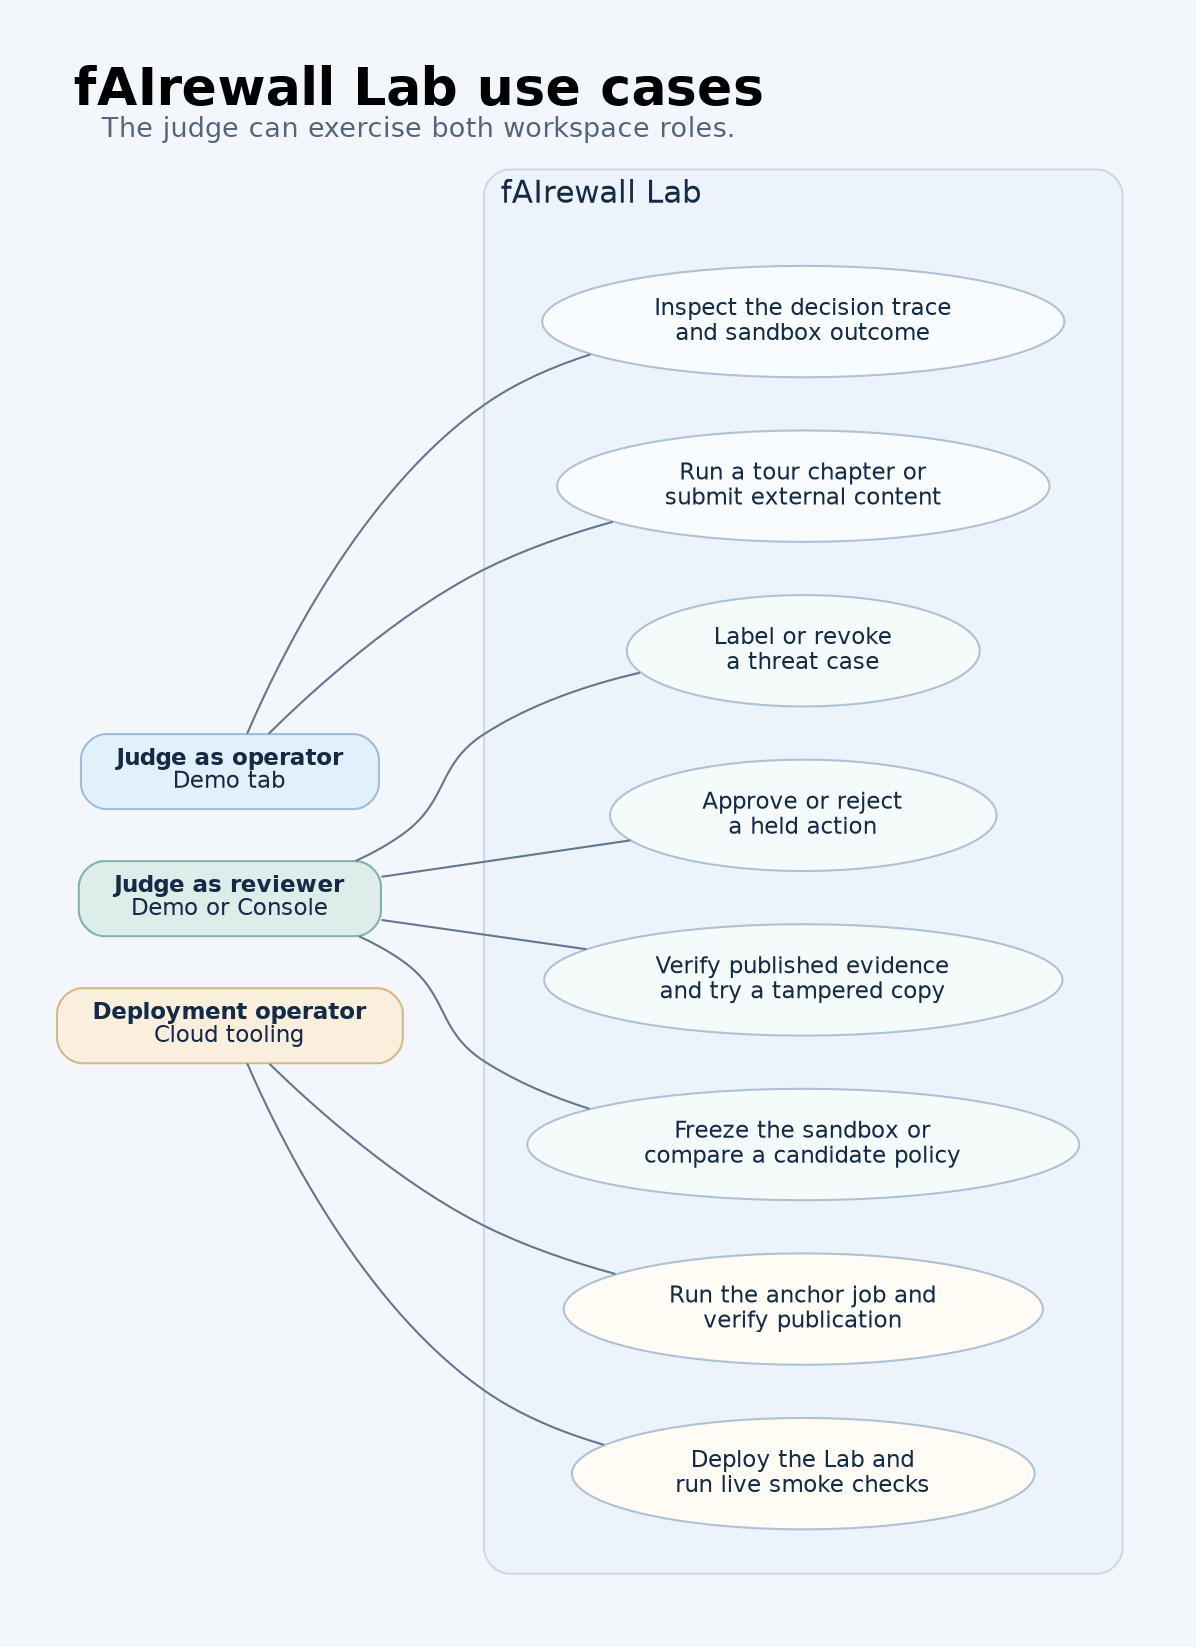 fAIrewall Lab use cases
The judge can exercise both workspace roles.
fAIrewall Lab
Inspect the decision trace
and sandbox outcome
Run a tour chapter or
submit external content
Label or revoke
a threat case
Judge as operator
Demo tab
Approve or reject
a held action
Judge as reviewer
Demo or Console
Verify published evidence
and try a tampered copy
Deployment operator
Cloud tooling
Freeze the sandbox or
compare a candidate policy
Run the anchor job and
verify publication
Deploy the Lab and
run live smoke checks